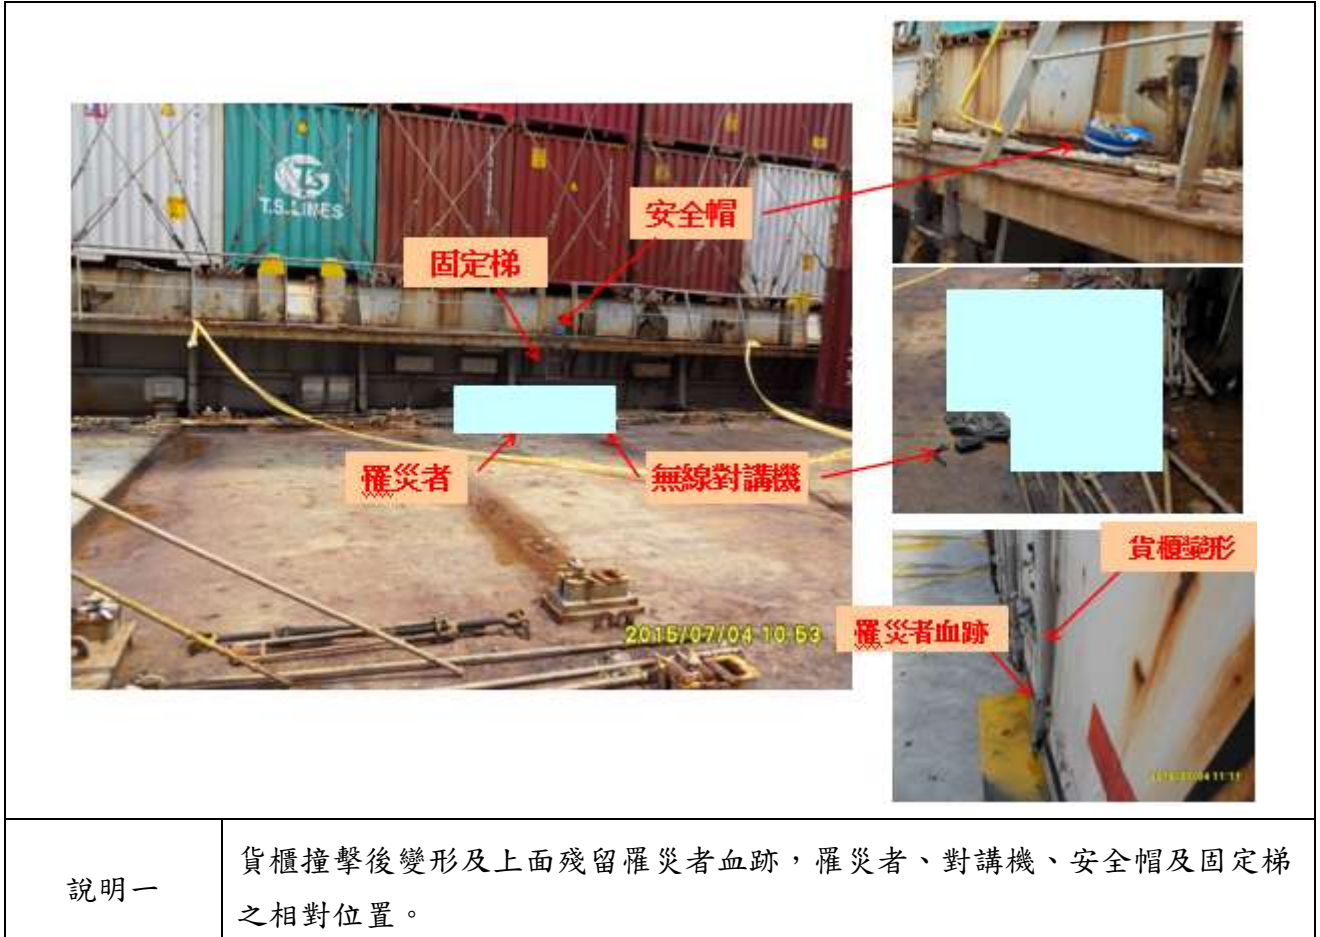 T.S. LINES
安全帽
固定梯
罹災者
無線對講機
2015/07/04 10:53
貨櫃變形
罹災者血跡
說明一
貨櫃撞擊後變形及上面殘留罹災者血跡，罹災者、對講機、安全帽及固定梯
之相對位置。